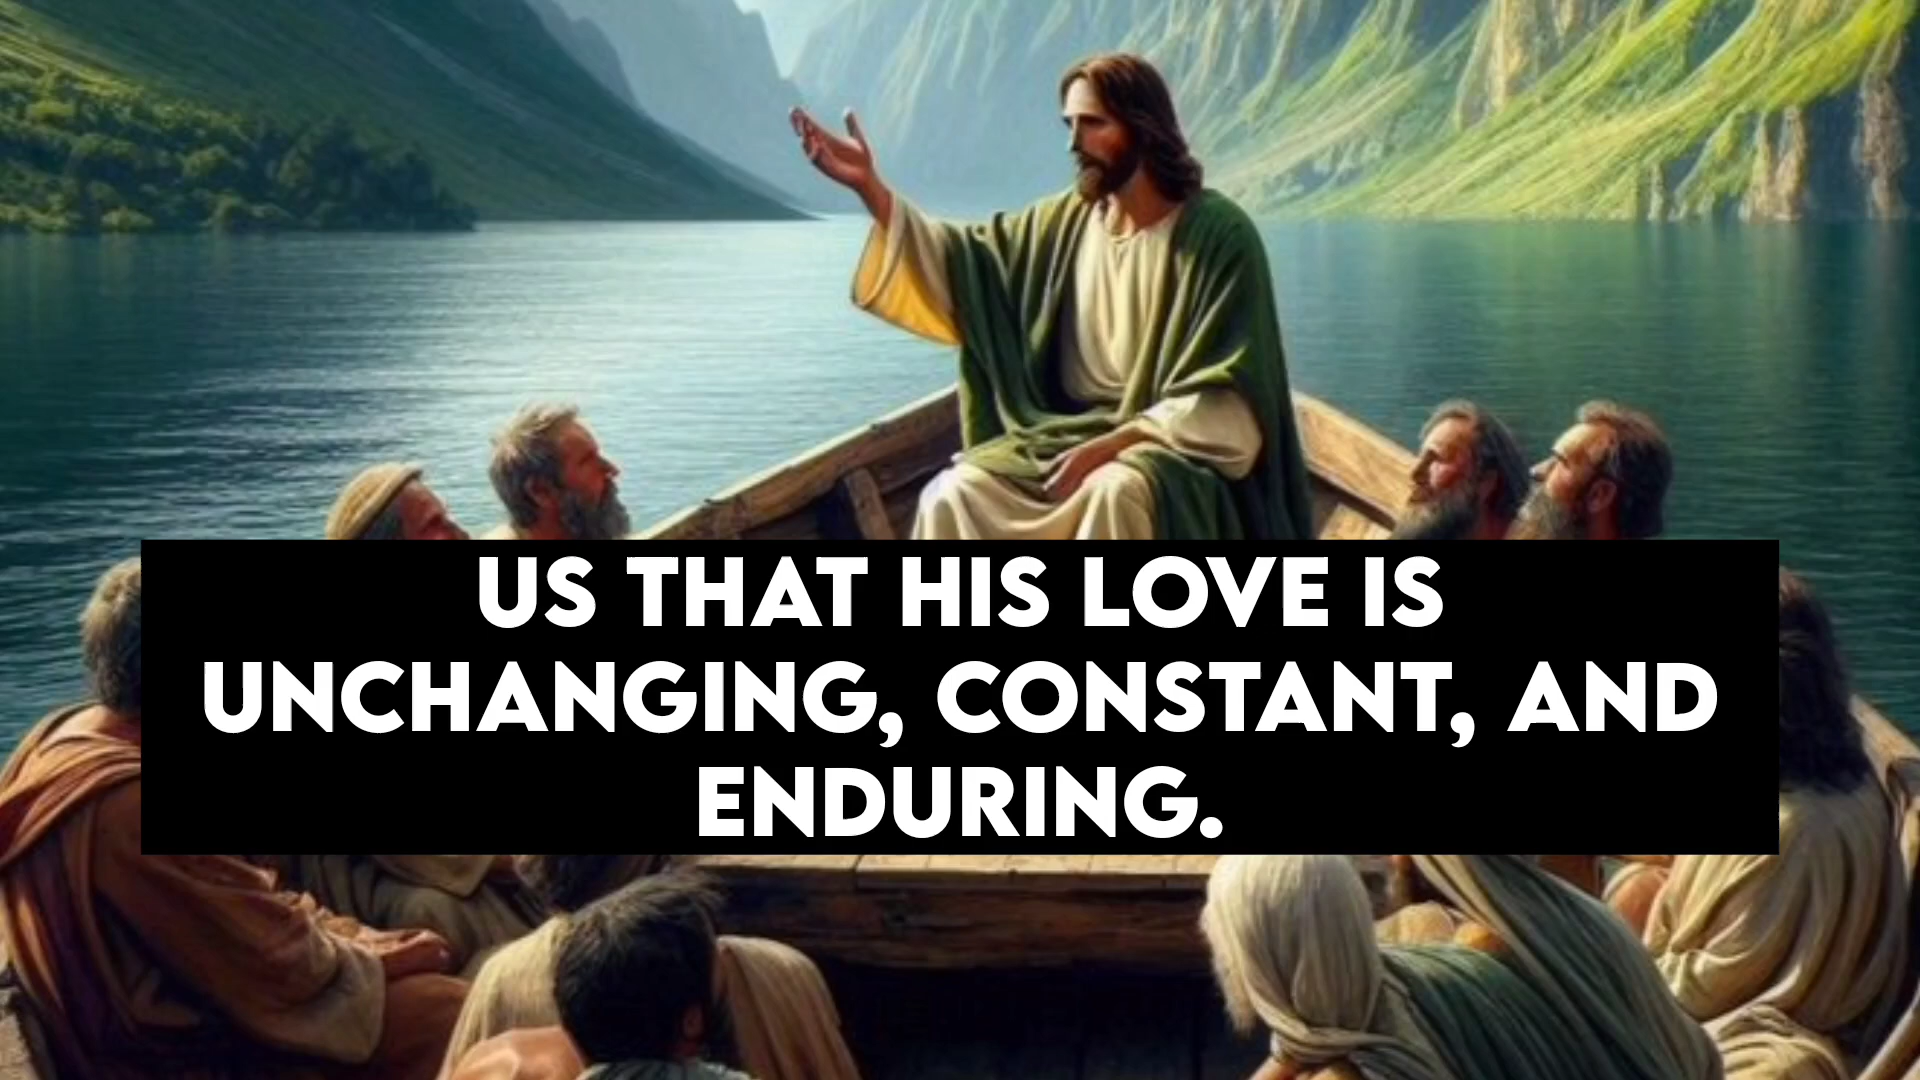 US THAT HIS LOVE IS
UNCHANGING, CONSTANT, AND
ENDURING.